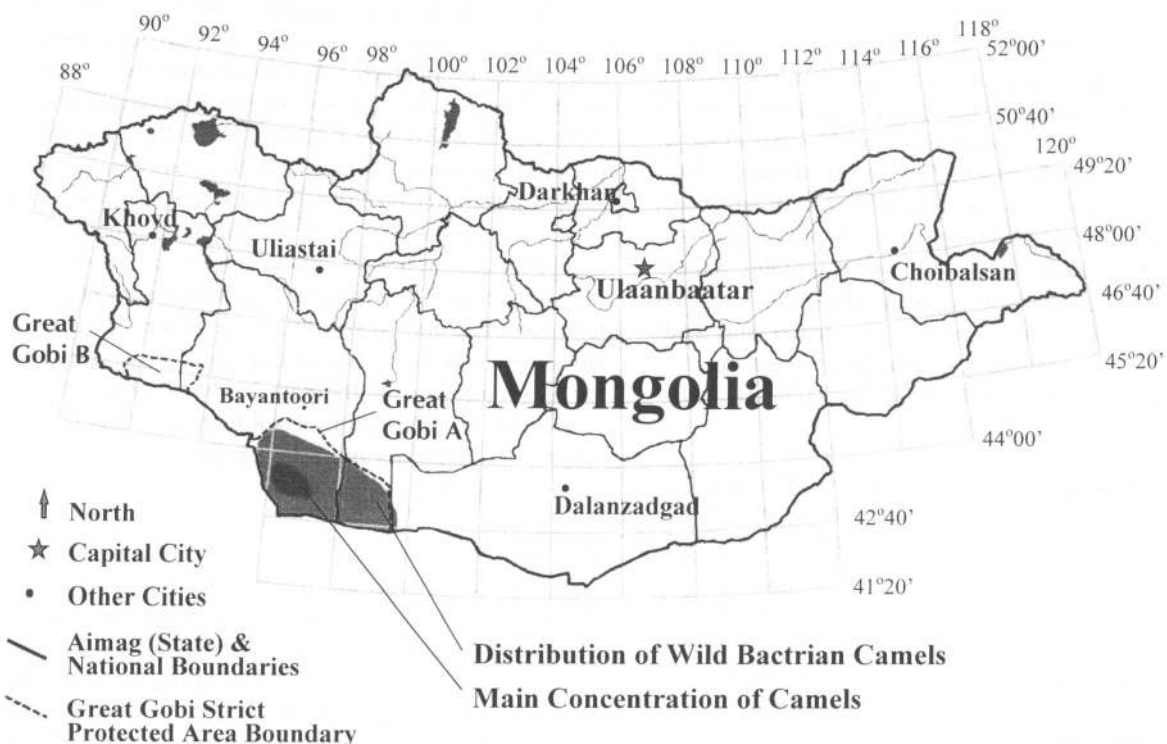 88°
90°
92°
94°
96°
98°
100°
102°
104°
106°
108°
110°
112°
114°
116°
118°
52°00'
50°40'
120°
49°20'
48°00'
46°40'
45°20'
44°00'
42°40'
41°20'
Khovd
Uliastai
Darkhan
Ulaanbaatar
Choibalsan
Great
Gobi B
Bayantoori
Great
Gobi A
Mongolia
Dalanzadgad
North
Capital City
Other Cities
Aimag (State) &
National Boundaries
Great Gobi Strict
Protected Area Boundary
Distribution of Wild Bactrian Camels
Main Concentration of Camels